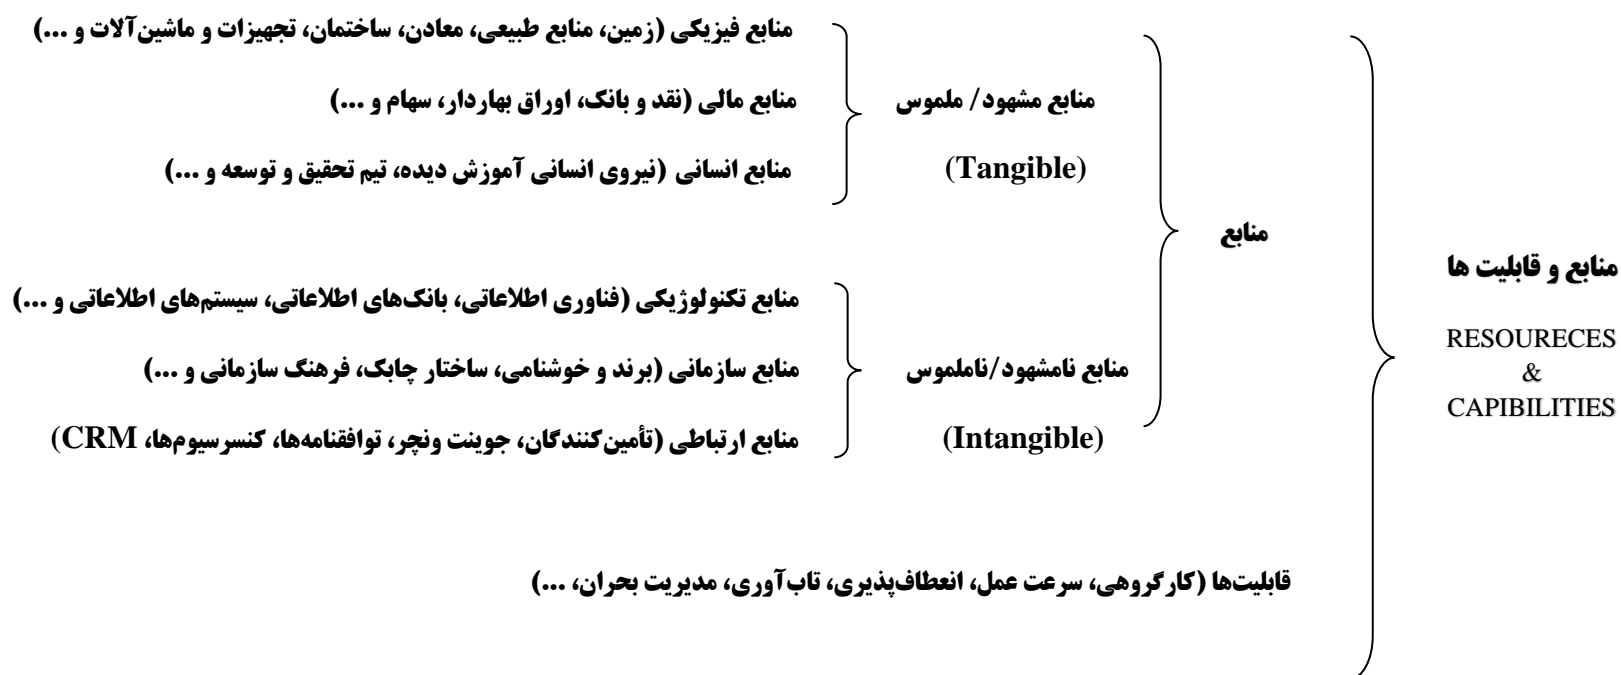 منابع و قابلیت ها
RESOURECES
&
CAPIBILITIES
منابع
منابع مشهود/ ملموس
(Tangible)
منابع فیزیکی (زمین، منابع طبیعی، معادن، ساختمان، تجهیزات و ماشین‌آلات و ...)
منابع مالی (نقد و بانک، اوراق بهاردار، سهام و ...)
منابع انسانی (نیروی انسانی آموزش دیده، تیم تحقیق و توسعه و ...)
منابع نامشهود/ناملموس
(Intangible)
منابع تکنولوژیکی (فناوری اطلاعاتی، بانک‌های اطلاعاتی، سیستم‌های اطلاعاتی و ...)
منابع سازمانی (برند و خوشنامی، ساختار چابک، فرهنگ سازمانی و ...)
منابع ارتباطی (تأمین‌کنندگان، جوینت ونچر، توافقنامه‌ها، کنسرسیوم‌ها، CRM)
قابلیت‌ها (کار گروهی، سرعت عمل، انعطاف‌پذیری، تاب‌آوری، مدیریت بحران، ...)